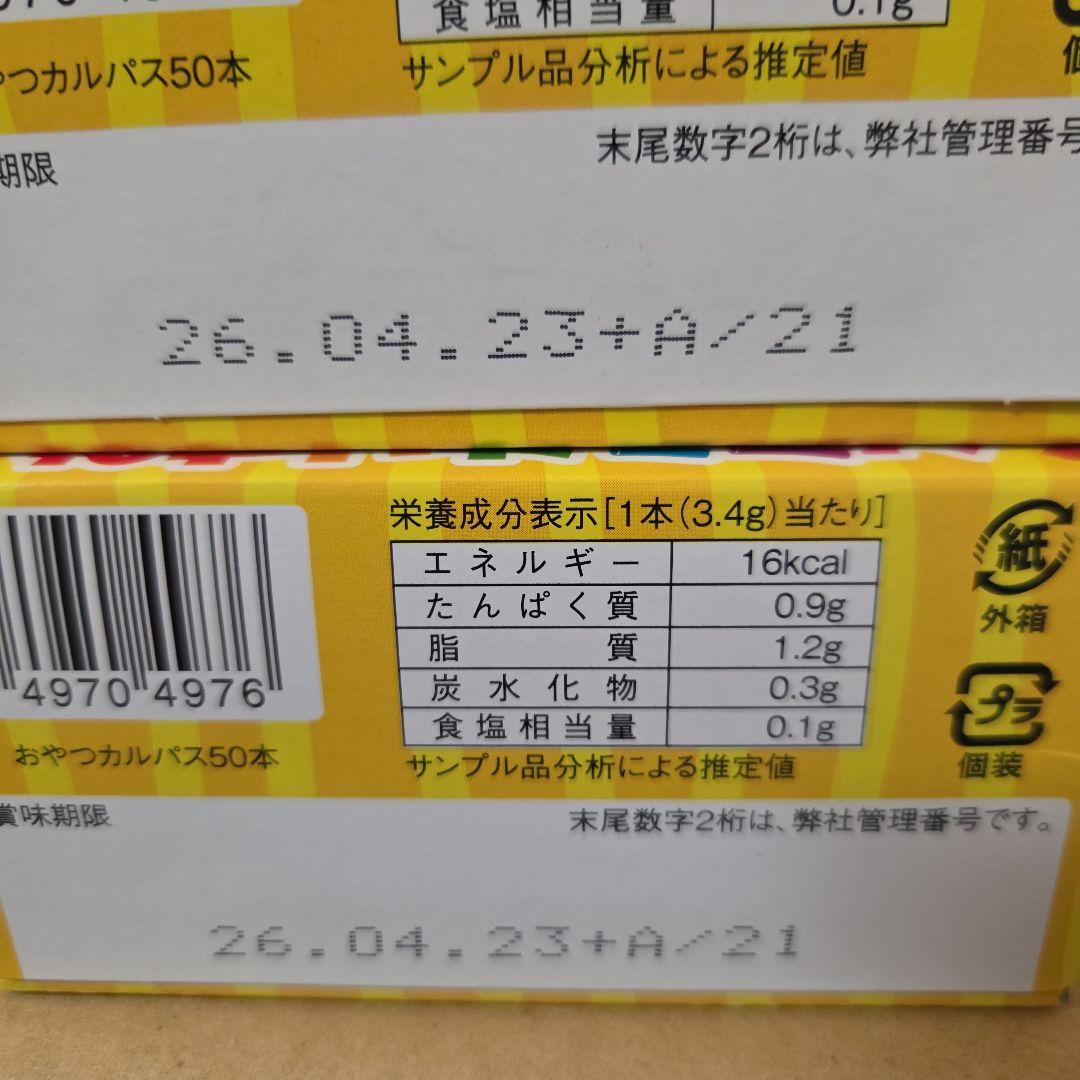 食塩相当量 0.1g
やつカルパス50本
サンプル品分析による推定値
期限
末尾数字2桁は、弊社管理番号
26.04.23+A/21
栄養成分表示[1本(3.4g)当たり]
エネルギー 16kcal
たんぱく質 0.9g
脂質 1.2g
炭水化物 0.3g
食塩相当量 0.1g
サンプル品分析による推定値
4970 4976
おやつカルパス50本
紙
外箱
プラ
個装
賞味期限
末尾数字2桁は、弊社管理番号です。
26.04.23+A/21